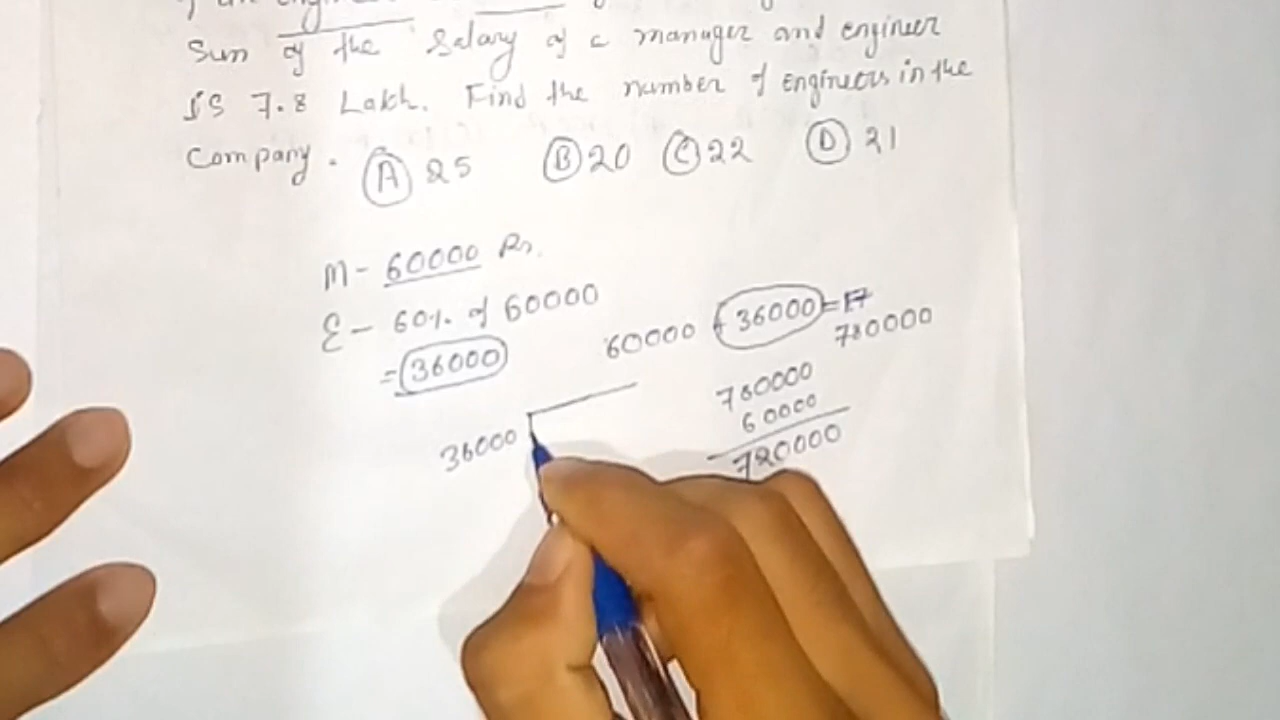 Sum of the Salary of a manager and engineer
is 7.8 Lakh. Find the number of engineers in the
Company. (A) 25 (B) 20 (C) 22 (D) 21
M - 60000 Rs.
E - 60% of 60000
= 36000
60000 + 36000 = 17
780000
780000
60000
720000
36000